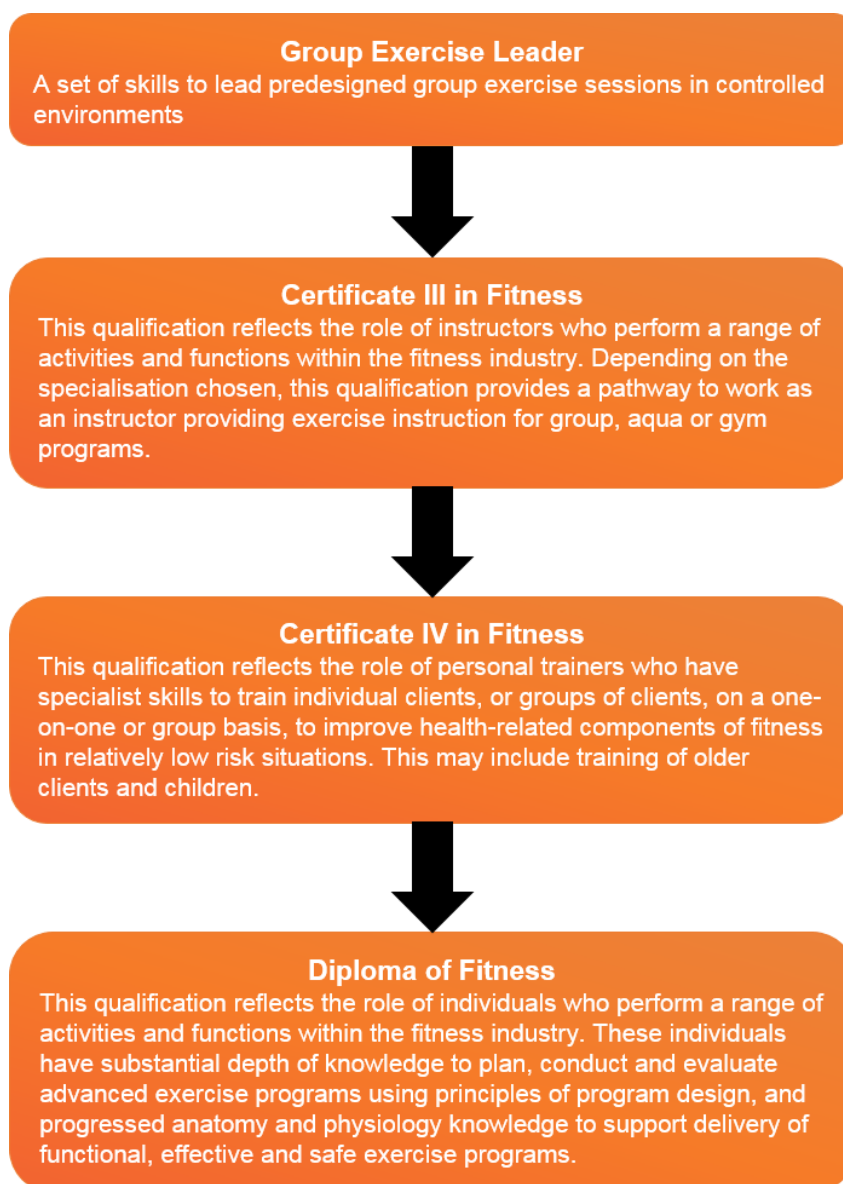 Group Exercise Leader
A set of skills to lead predesigned group exercise sessions in controlled
environments
Certificate III in Fitness
This qualification reflects the role of instructors who perform a range of
activities and functions within the fitness industry. Depending on the
specialisation chosen, this qualification provides a pathway to work as
an instructor providing exercise instruction for group, aqua or gym
programs.
Certificate IV in Fitness
This qualification reflects the role of personal trainers who have
specialist skills to train individual clients, or groups of clients, on a one-
on-one or group basis, to improve health-related components of fitness
in relatively low risk situations. This may include training of older
clients and children.
Diploma of Fitness
This qualification reflects the role of individuals who perform a range of
activities and functions within the fitness industry. These individuals
have substantial depth of knowledge to plan, conduct and evaluate
advanced exercise programs using principles of program design, and
progressed anatomy and physiology knowledge to support delivery of
functional, effective and safe exercise programs.